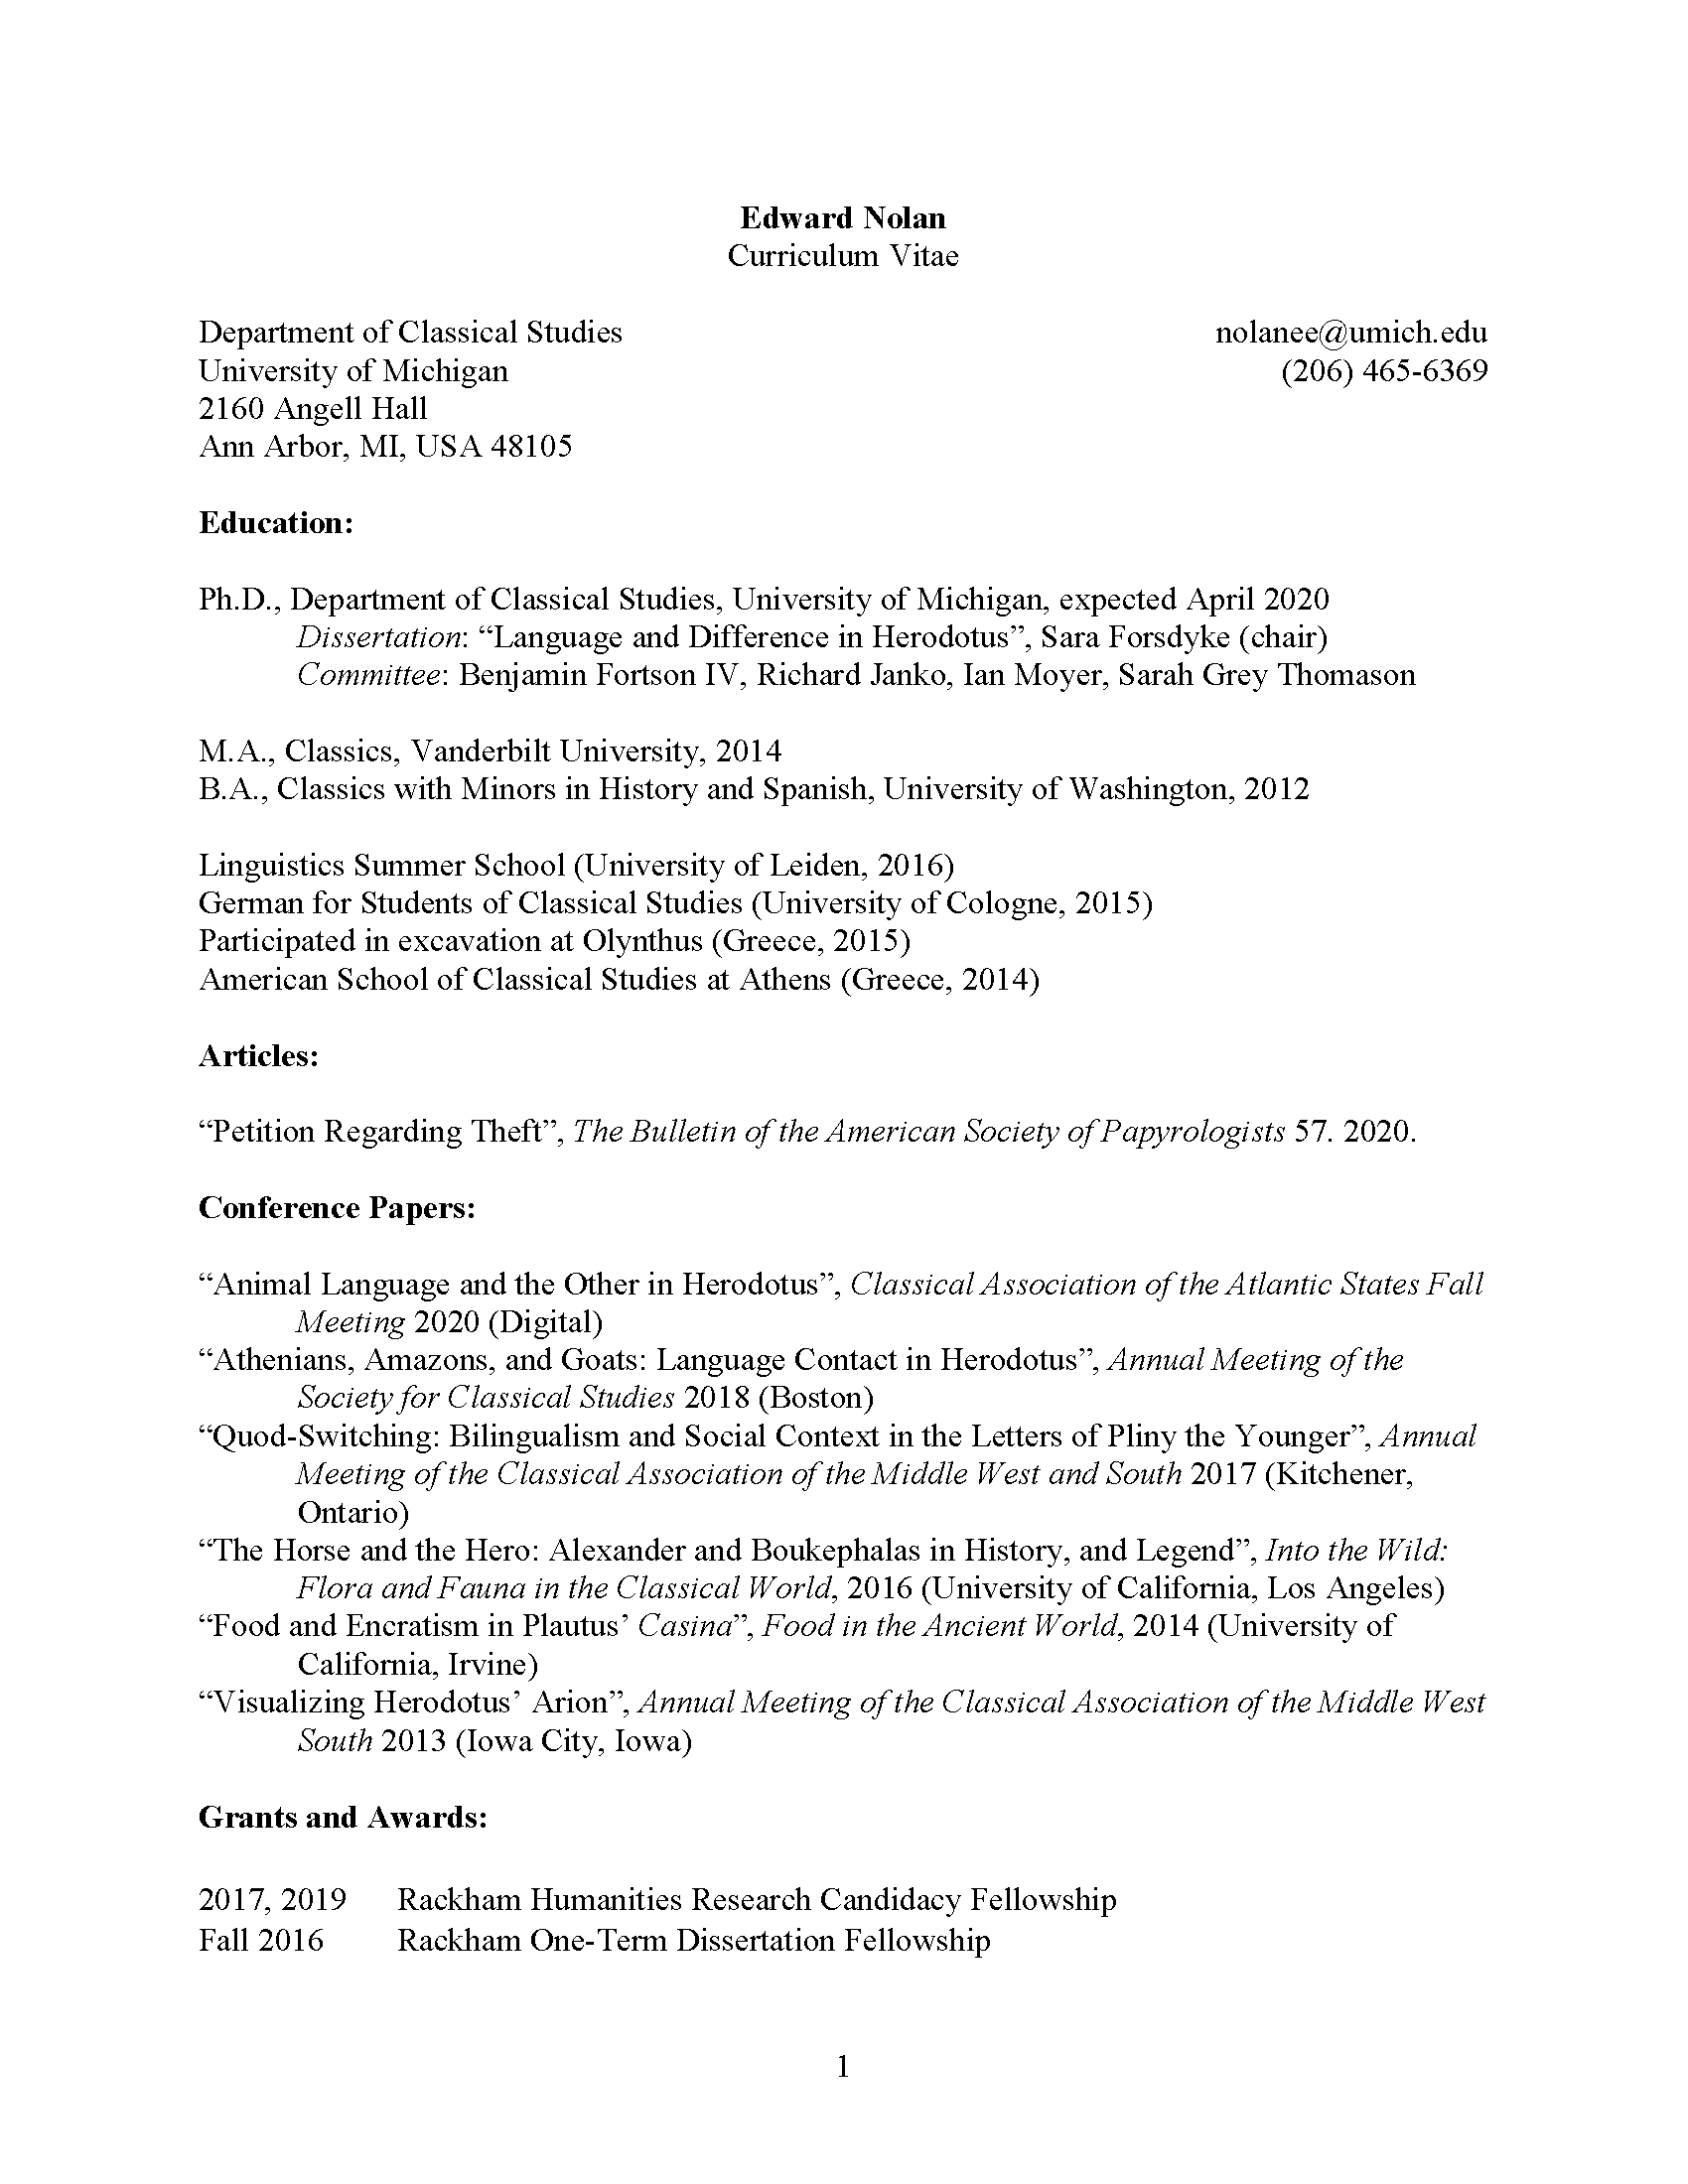 Edward Nolan
Curriculum Vitae
Department of Classical Studies nolanee@umich.edu
University of Michigan (206) 465-6369
2160 Angell Hall
Ann Arbor, MI, USA 48105
Education:
Ph.D., Department of Classical Studies, University of Michigan, expected April 2020
Dissertation: “Language and Difference in Herodotus”, Sara Forsdyke (chair)
Committee: Benjamin Fortson IV, Richard Janko, Ian Moyer, Sarah Grey Thomason
M.A., Classics, Vanderbilt University, 2014
B.A., Classics with Minors in History and Spanish, University of Washington, 2012
Linguistics Summer School (University of Leiden, 2016)
German for Students of Classical Studies (University of Cologne, 2015)
Participated in excavation at Olynthus (Greece, 2015)
American School of Classical Studies at Athens (Greece, 2014)
Articles:
“Petition Regarding Theft”, The Bulletin of the American Society of Papyrologists 57. 2020.
Conference Papers:
“Animal Language and the Other in Herodotus”, Classical Association of the Atlantic States Fall
Meeting 2020 (Digital)
“Athenians, Amazons, and Goats: Language Contact in Herodotus”, Annual Meeting of the
Society for Classical Studies 2018 (Boston)
“Quod-Switching: Bilingualism and Social Context in the Letters of Pliny the Younger”, Annual
Meeting of the Classical Association of the Middle West and South 2017 (Kitchener,
Ontario)
“The Horse and the Hero: Alexander and Boukephalas in History, and Legend”, Into the Wild:
Flora and Fauna in the Classical World, 2016 (University of California, Los Angeles)
“Food and Encratism in Plautus’ Casina”, Food in the Ancient World, 2014 (University of
California, Irvine)
“Visualizing Herodotus’ Arion”, Annual Meeting of the Classical Association of the Middle West
South 2013 (Iowa City, Iowa)
Grants and Awards:
2017, 2019 Rackham Humanities Research Candidacy Fellowship
Fall 2016 Rackham One-Term Dissertation Fellowship
1